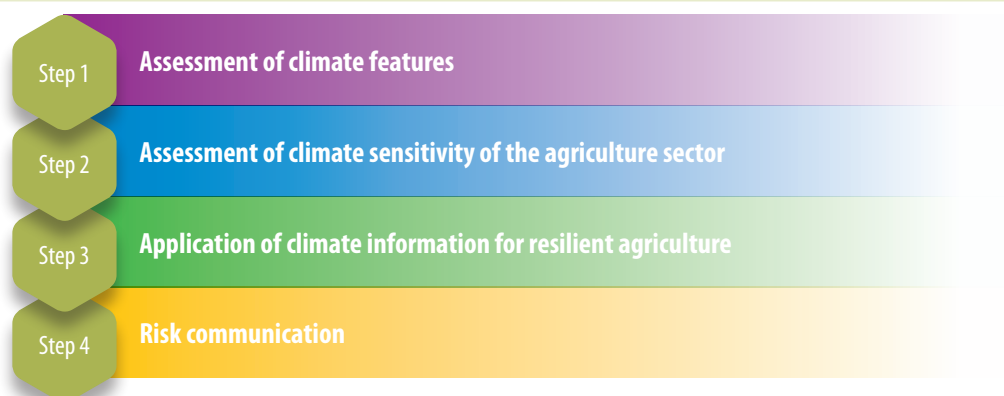 Step 1
Assessment of climate features
Step 2
Assessment of climate sensitivity of the agriculture sector
Step 3
Application of climate information for resilient agriculture
Step 4
Risk communication